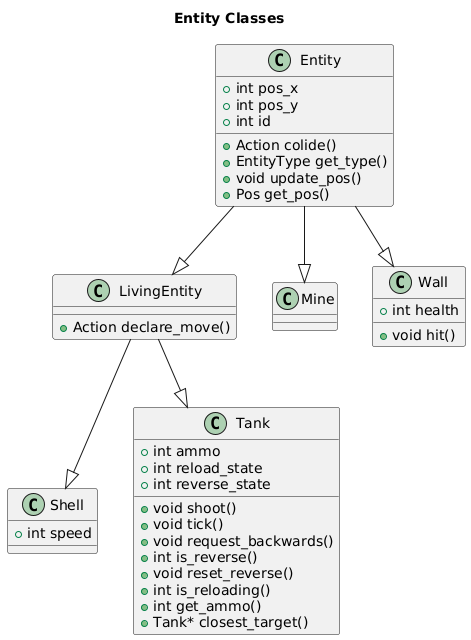 Entity Classes
C Entity
int pos_x
int pos_y
int id
Action colide()
EntityType get_type()
void update_pos()
Pos get_pos()
C LivingEntity
Action declare_move()
C Mine
C Wall
int health
void hit()
C Shell
int speed
C Tank
int ammo
int reload_state
int reverse_state
void shoot()
void tick()
void request_backwards()
int is_reverse()
void reset_reverse()
int is_reloading()
int get_ammo()
Tank* closest_target()